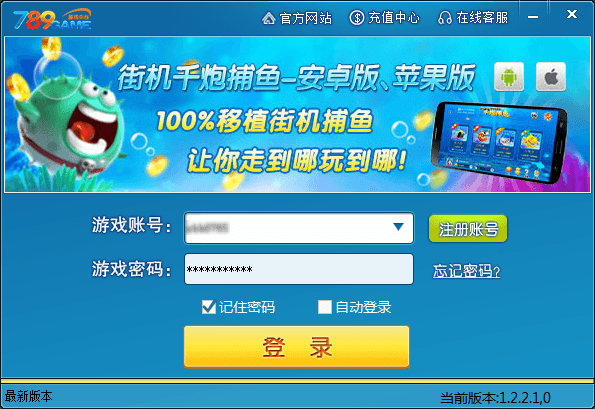 789GAME
官方网站 充值中心 在线客服
街机千炮捕鱼-安卓版、苹果版
100%移植街机捕鱼
让你走到哪玩到哪!
游戏账号: 注册账号
游戏密码: *********** 忘记密码?
记住密码 自动登录
登 录
最新版本 当前版本:1.2.2.1,0